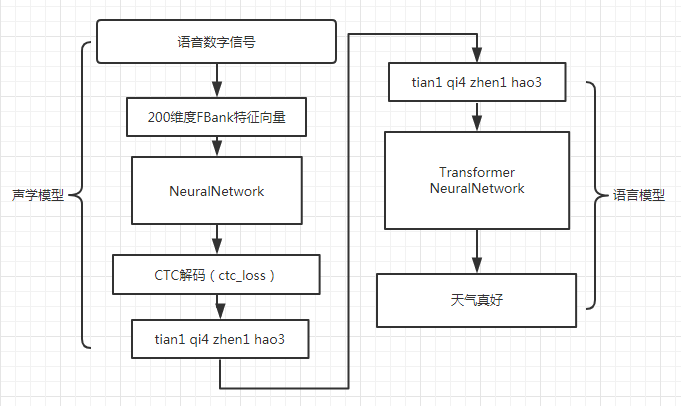 声学模型
语音数字信号
200维度FBank特征向量
NeuralNetwork
CTC解码（ctc_loss）
tian1 qi4 zhen1 hao3
tian1 qi4 zhen1 hao3
Transformer
NeuralNetwork
天气真好
语言模型